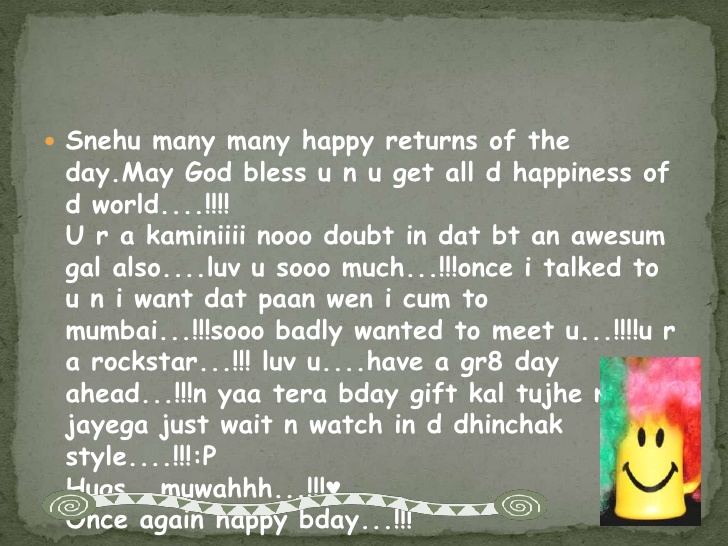 Snehu many many happy returns of the
day.May God bless u n u get all d happiness of
d world....!!!!
U r a kaminiiii nooo doubt in dat bt an awesum
gal also....luv u sooo much...!!!once i talked to
u n i want dat paan wen i cum to
mumbai...!!!sooo badly wanted to meet u...!!!!u r
a rockstar...!!! luv u....have a gr8 day
ahead...!!!n yaa tera bday gift kal tujhe
jayega just wait n watch in d dhinchak
style....!!!:P
Hugs...muwahhh...!!!♥
Once again happy bday...!!!